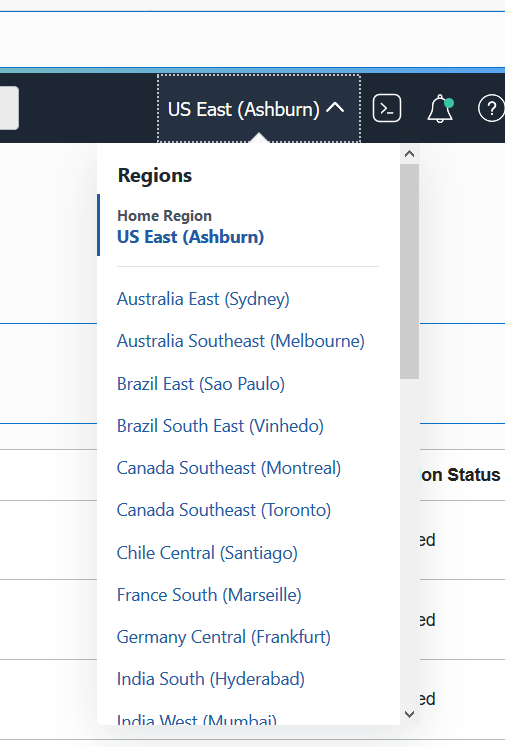 US East (Ashburn)
Regions
Home Region
US East (Ashburn)
Australia East (Sydney)
Australia Southeast (Melbourne)
Brazil East (Sao Paulo)
Brazil South East (Vinhedo)
Canada Southeast (Montreal)
on Status
Canada Southeast (Toronto)
ed
Chile Central (Santiago)
France South (Marseille)
ed
Germany Central (Frankfurt)
India South (Hyderabad)
ed
India West (Mumbai)